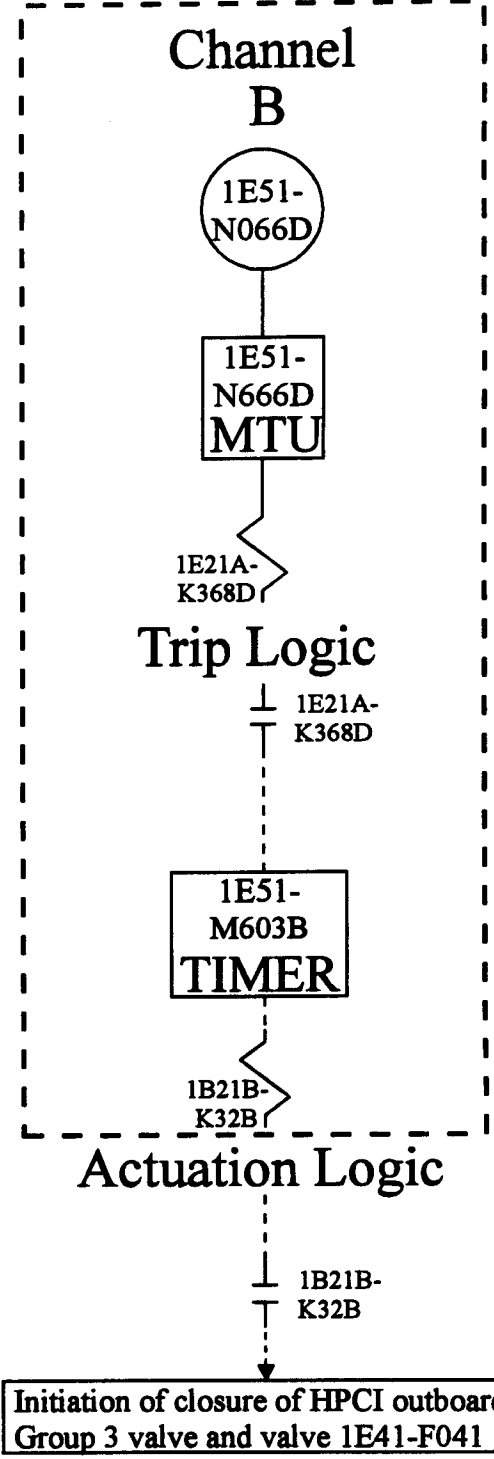 Channel
B
1E51-
N066D
1E51-
N666D
MTU
1E21A-
K368D
Trip Logic
1E21A-
K368D
1E51-
M603B
TIMER
1B21B-
K32B
Actuation Logic
1B21B-
K32B
Initiation of closure of HPCI outboar
Group 3 valve and valve 1E41-F041